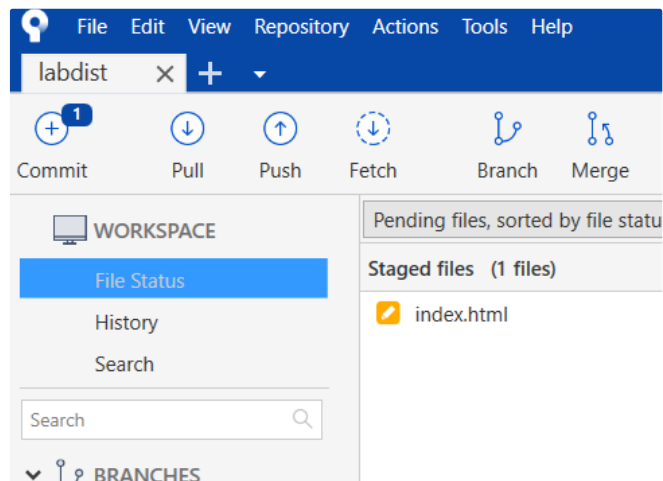 File Edit View Repository Actions Tools Help
labdist
1
Commit Pull Push Fetch Branch Merge
WORKSPACE
File Status
History
Search
Search
BRANCHES
Pending files, sorted by file statu
Staged files (1 files)
index.html